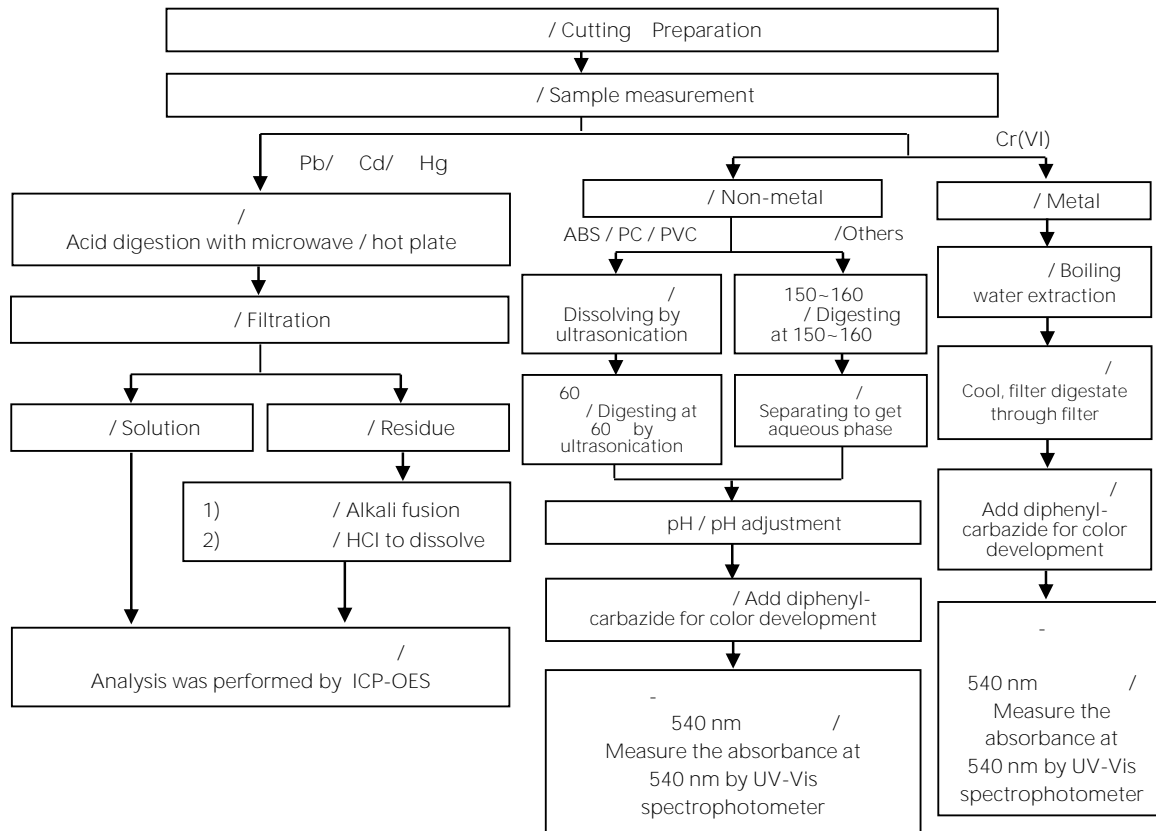 / Cutting Preparation
/ Sample measurement
Pb/ Cd/ Hg
Cr(VI)
/
Acid digestion with microwave / hot plate
/ Filtration
/ Solution
/ Residue
1) / Alkali fusion
2) / HCl to dissolve
/
Analysis was performed by ICP-OES
/ Non-metal
ABS / PC / PVC
/Others
/
Dissolving by
ultrasonication
150~160
/ Digesting
at 150~160
60
/ Digesting at
60 by
ultrasonication
/
Separating to get
aqueous phase
pH / pH adjustment
/ Add diphenyl-
carbazide for color development
-
540 nm /
Measure the absorbance at
540 nm by UV-Vis
spectrophotometer
/ Metal
/ Boiling
water extraction
/
Cool, filter digestate
through filter
/
Add diphenyl-
carbazide for color
development
-
540 nm /
Measure the
absorbance at
540 nm by UV-Vis
spectrophotometer